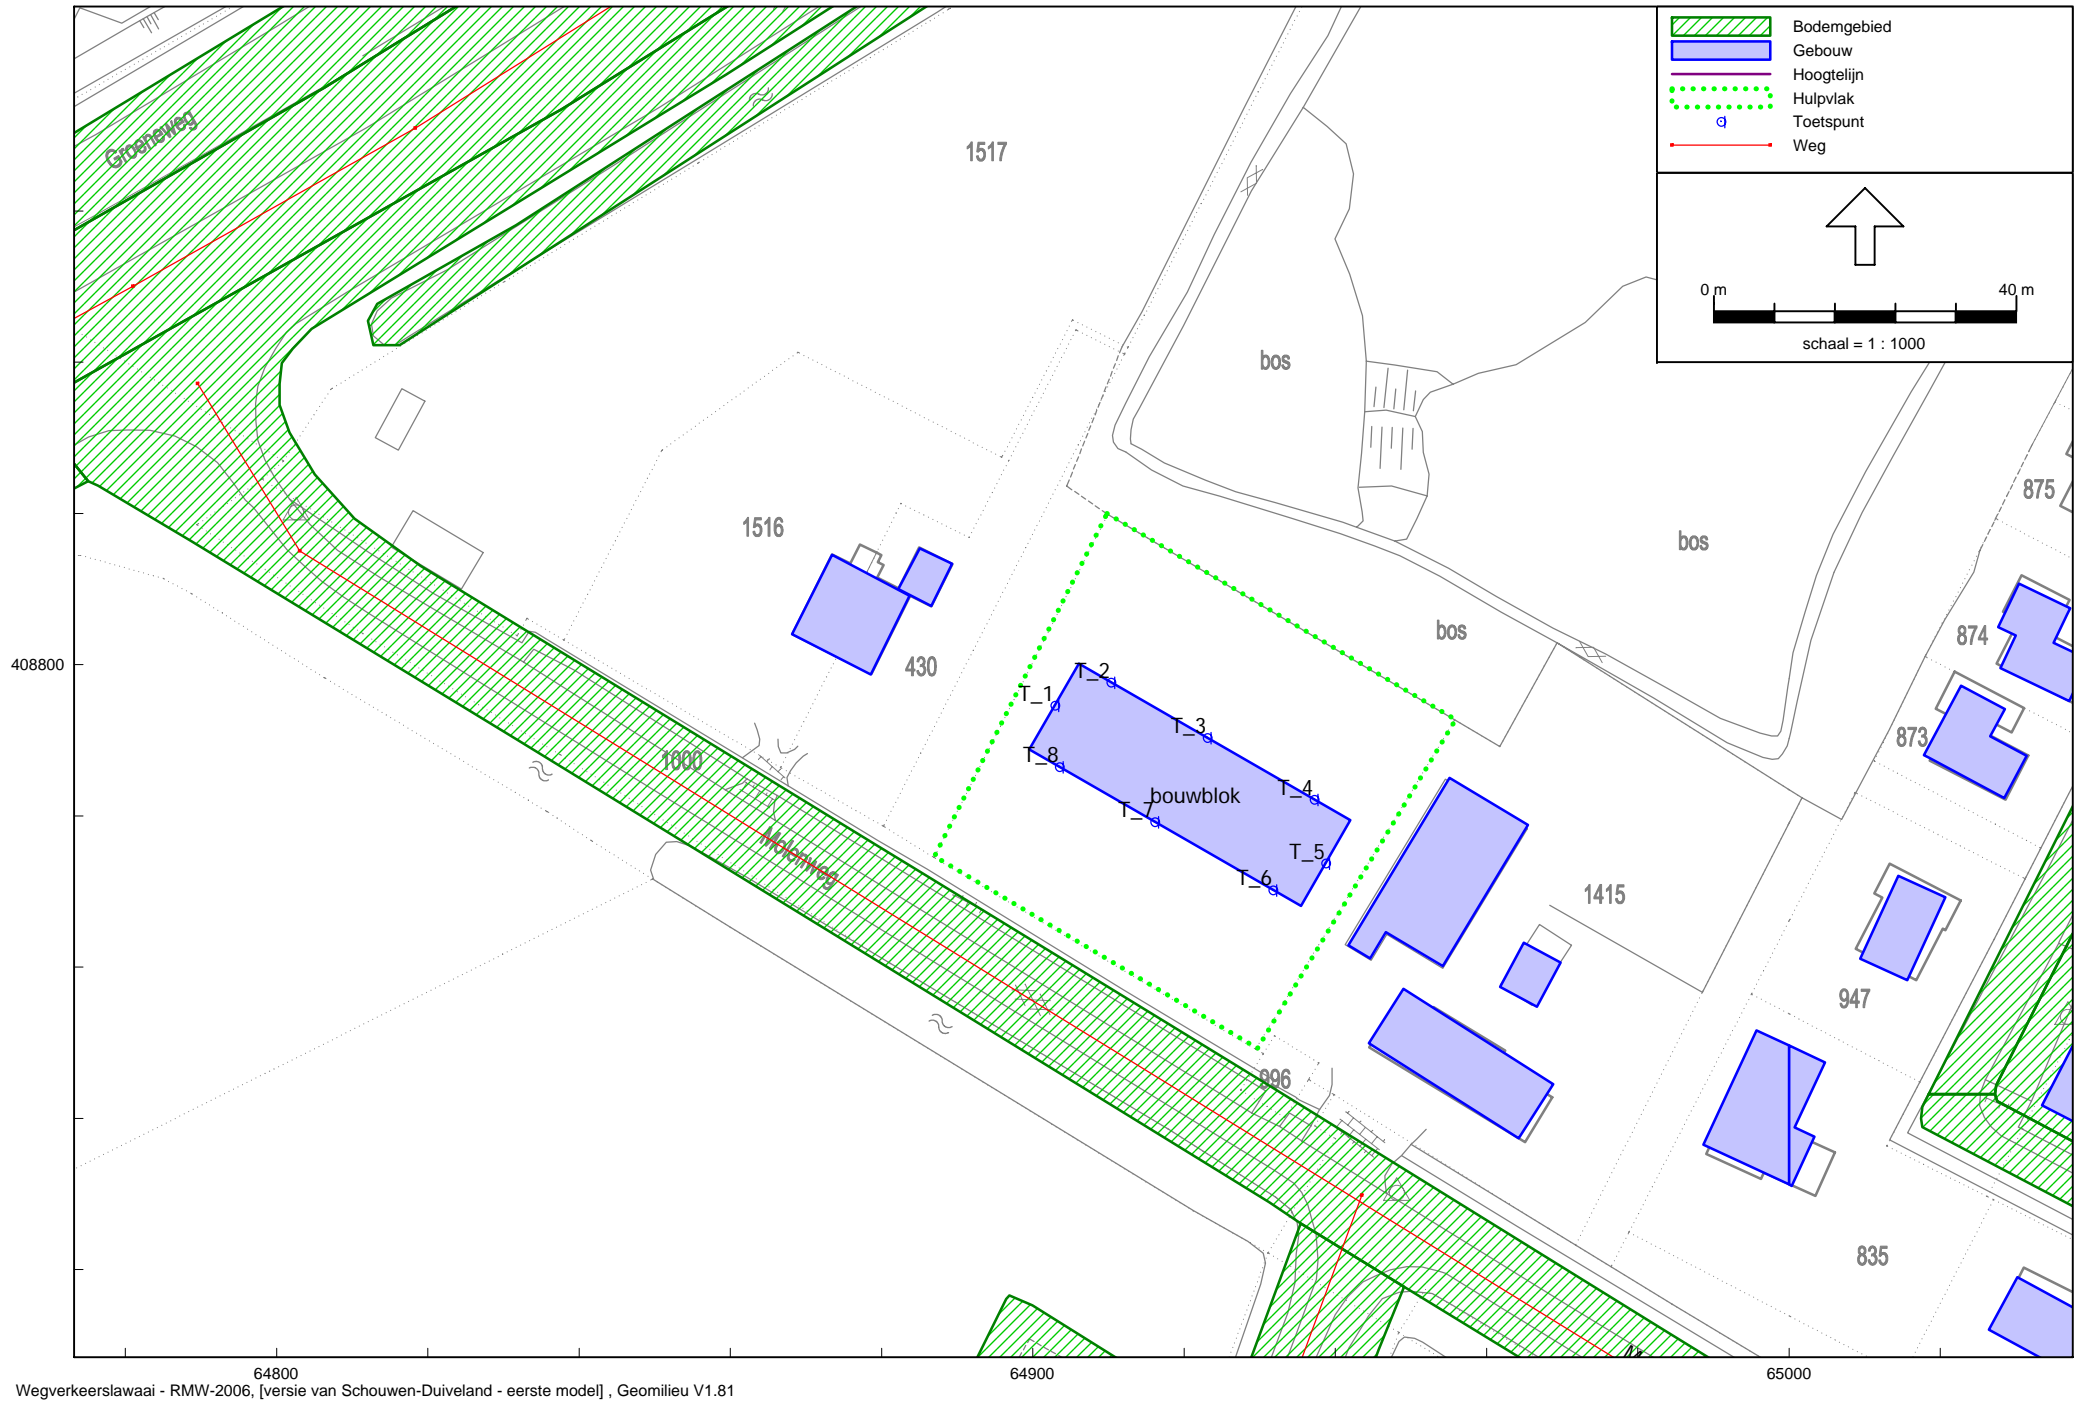 Bodemgebied
Gebouw
Hoogtelijn
Hulpvlak
Toetspunt
Weg
0 m
40 m
schaal = 1 : 1000
Groeneweg
1517
bos
875
1516
bos
bos
874
408800
430
T_2
T_1
T_3
873
1000
T_8
bouwblok
T_4
T_7
Molenweg
T_5
T_6
1415
947
996
835
64800
64900
65000
Wegverkeerslawaai - RMW-2006, [versie van Schouwen-Duiveland - eerste model] , Geomilieu V1.81